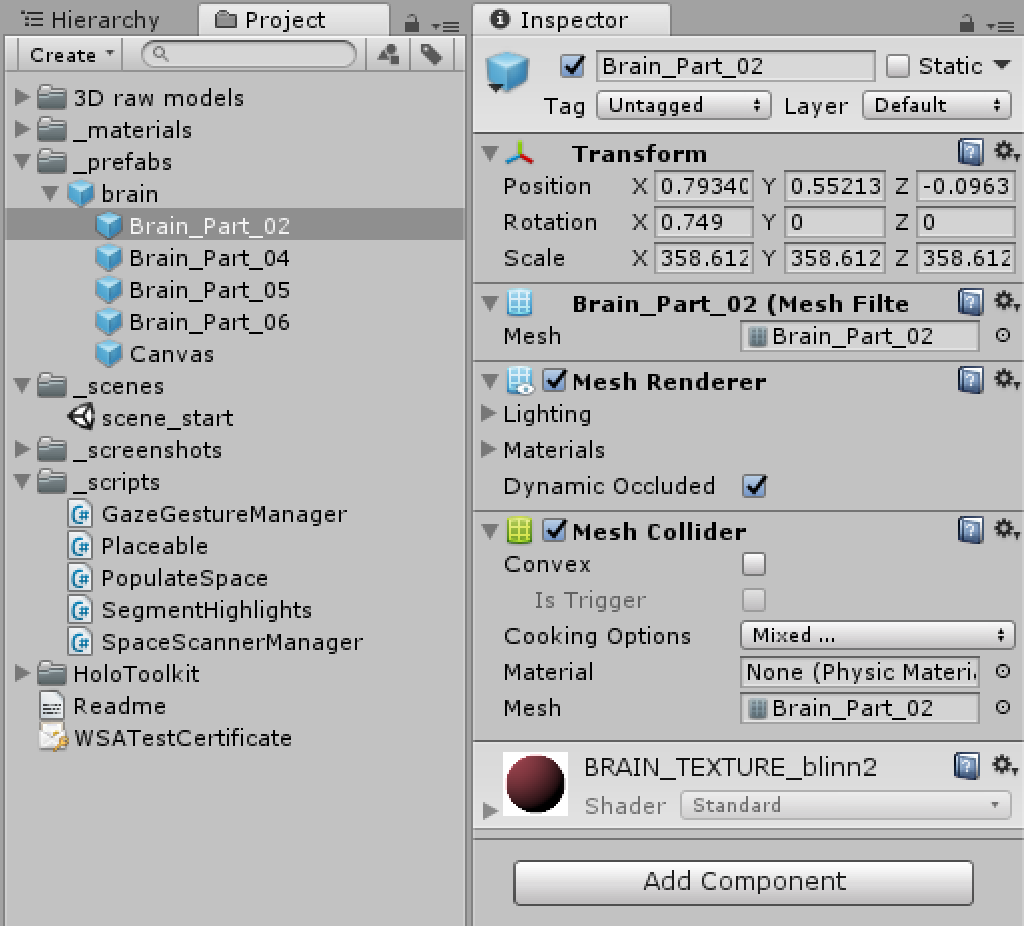 Hierarchy
Project
Create
3D raw models
_materials
_prefabs
brain
Brain_Part_02
Brain_Part_04
Brain_Part_05
Brain_Part_06
Canvas
_scenes
scene_start
_screenshots
_scripts
GazeGestureManager
Placeable
PopulateSpace
SegmentHighlights
SpaceScannerManager
HoloToolkit
Readme
WSATestCertificate
Inspector
Brain_Part_02 Static
Tag Untagged Layer Default
Transform
Position X 0.7934 Y 0.55213 Z -0.0963
Rotation X 0.749 Y 0 Z 0
Scale X 358.612 Y 358.612 Z 358.612
Brain_Part_02 (Mesh Filte
Mesh Brain_Part_02
Mesh Renderer
Lighting
Materials
Dynamic Occluded
Mesh Collider
Convex
Is Trigger
Cooking Options Mixed ...
Material None (Physic Materi
Mesh Brain_Part_02
BRAIN_TEXTURE_blinn2
Shader Standard
Add Component